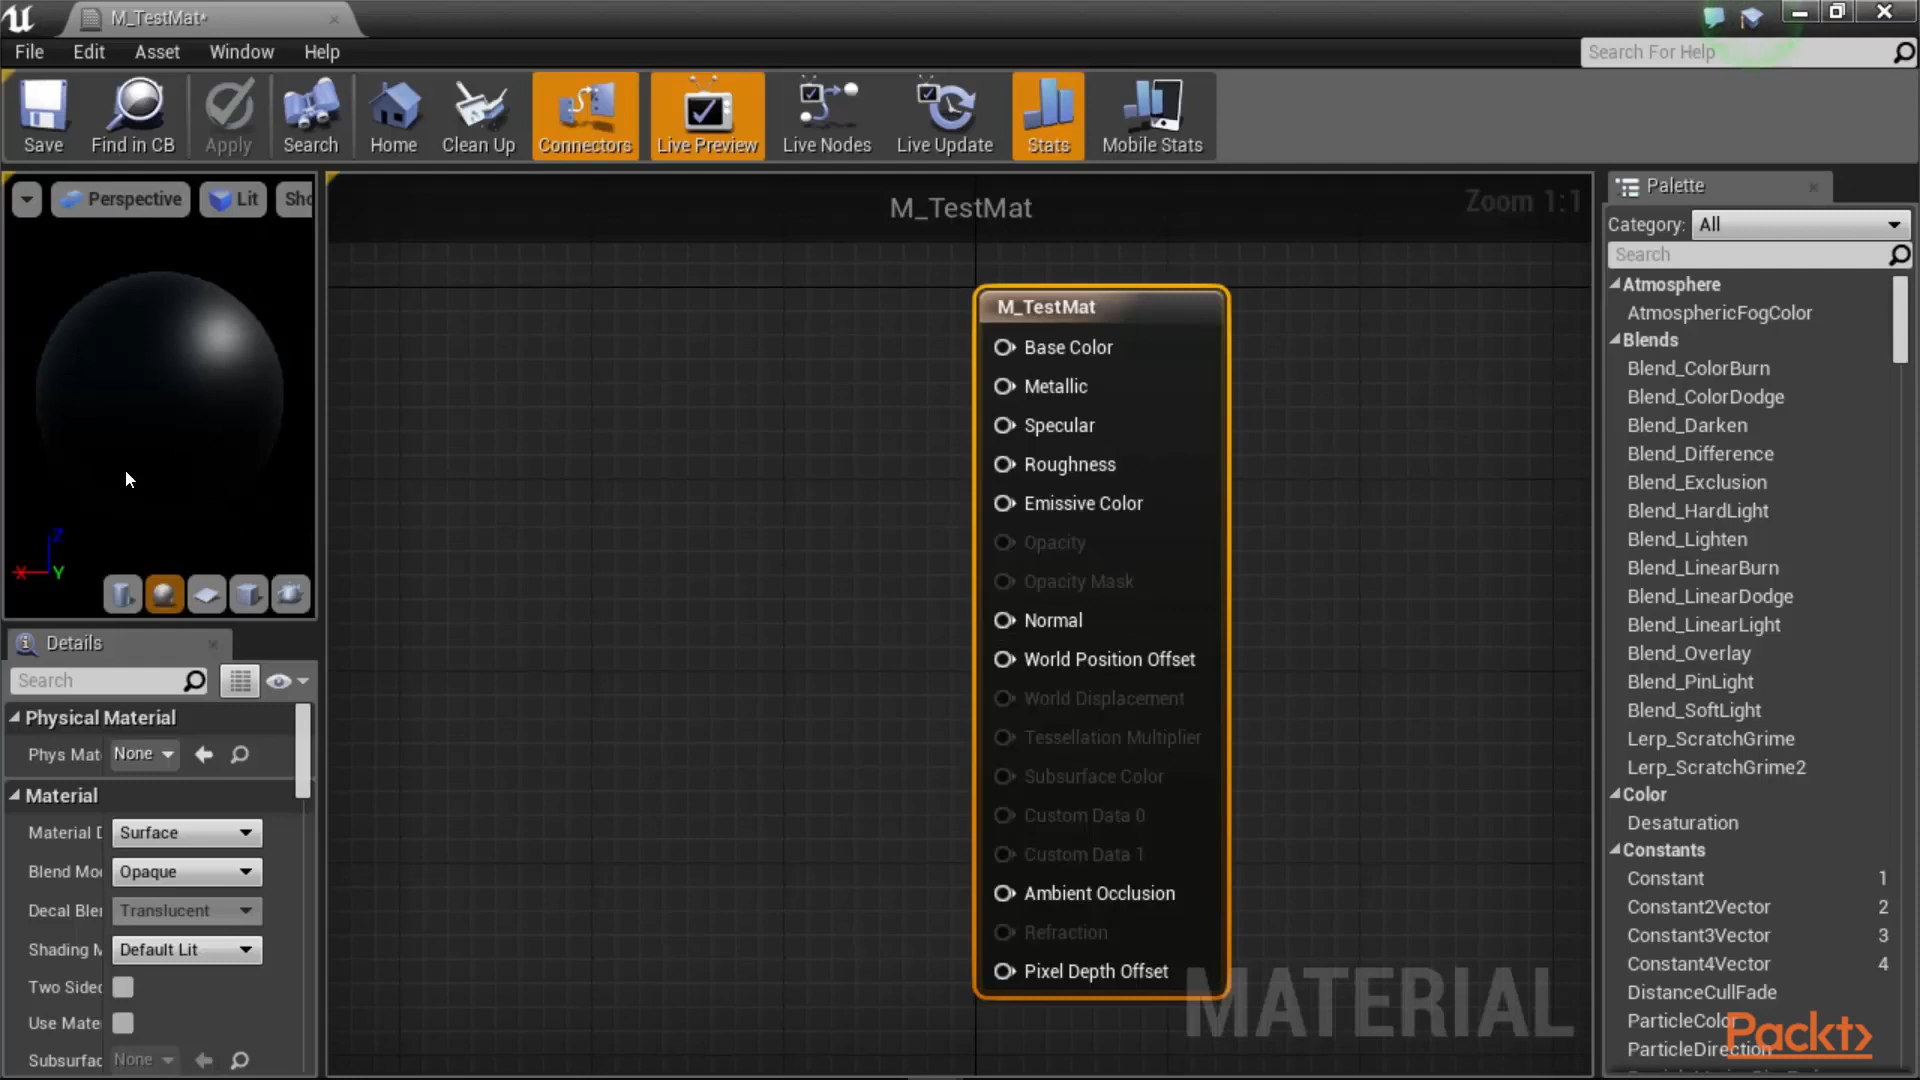 M_TestMat*
File Edit Asset Window Help
Search For Help
Save Find in CB Apply Search Home Clean Up Connectors Live Preview Live Nodes Live Update Stats Mobile Stats
Perspective Lit Sho
M_TestMat
Zoom 1:1
M_TestMat
Base Color
Metallic
Specular
Roughness
Emissive Color
Opacity
Opacity Mask
Normal
World Position Offset
World Displacement
Tessellation Multiplier
Subsurface Color
Custom Data 0
Custom Data 1
Ambient Occlusion
Refraction
Pixel Depth Offset
MATERIAL
Z
X Y
Details
Search
Physical Material
Phys Mat None
Material
Material D Surface
Blend Mod Opaque
Decal Blen Translucent
Shading M Default Lit
Two Sided
Use Mate
Subsurfac None
Palette
Category: All
Search
Atmosphere
AtmosphericFogColor
Blends
Blend_ColorBurn
Blend_ColorDodge
Blend_Darken
Blend_Difference
Blend_Exclusion
Blend_HardLight
Blend_Lighten
Blend_LinearBurn
Blend_LinearDodge
Blend_LinearLight
Blend_Overlay
Blend_PinLight
Blend_SoftLight
Lerp_ScratchGrime
Lerp_ScratchGrime2
Color
Desaturation
Constants
Constant 1
Constant2Vector 2
Constant3Vector 3
Constant4Vector 4
DistanceCullFade
ParticleColor
ParticleDirection
Packt>